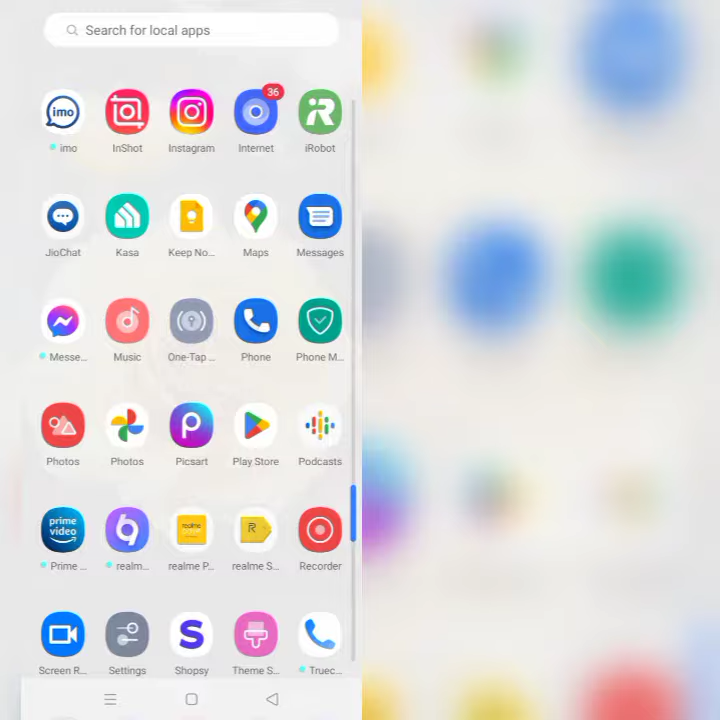 Search for local apps
36
imo
iR
imo InShot Instagram Internet iRobot
JioChat Kasa Keep No... Maps Messages
Messe... Music One-Tap ... Phone Phone M...
Photos Photos Picsart Play Store Podcasts
prime
video
realme
R
Prime ... realm... realme P... realme S... Recorder
S
Screen R... Settings Shopsy Theme S... Truec...